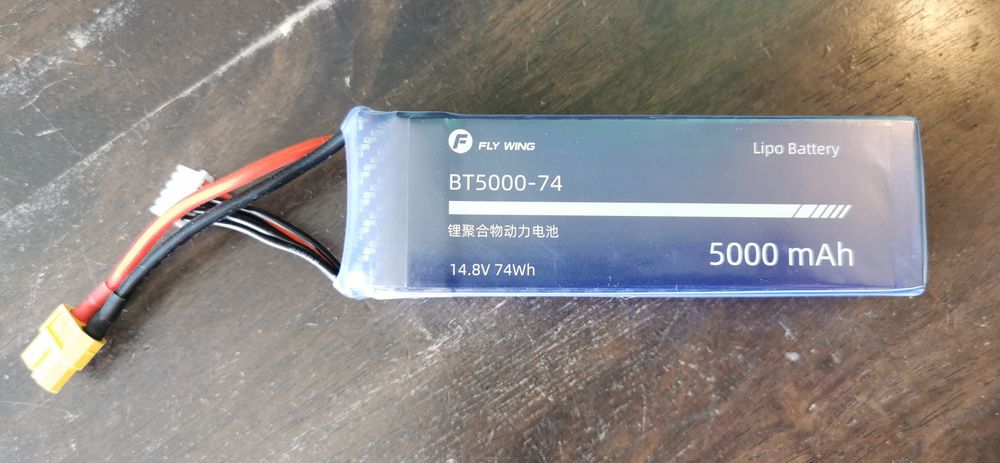 F FLY WING
Lipo Battery
BT5000-74
锂聚合物动力电池
5000 mAh
14.8V 74Wh